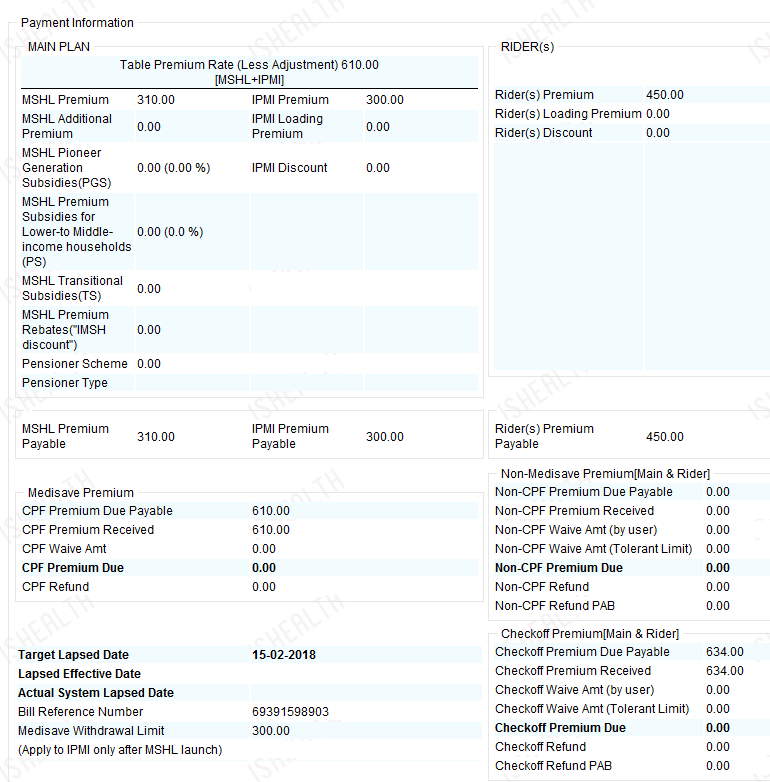 Payment Information
MAIN PLAN
Table Premium Rate (Less Adjustment) 610.00
[MSHL+IPMI]
MSHL Premium 310.00 IPMI Premium 300.00
MSHL Additional
Premium 0.00 IPMI Loading
Premium 0.00
MSHL Pioneer
Generation
Subsidies(PGS) 0.00 (0.00 %) IPMI Discount 0.00
MSHL Premium
Subsidies for
Lower-to Middle-
income households
(PS) 0.00 (0.0 %)
MSHL Transitional
Subsidies(TS) 0.00
MSHL Premium
Rebates("IMSH
discount") 0.00
Pensioner Scheme 0.00
Pensioner Type
RIDER(s)
Rider(s) Premium 450.00
Rider(s) Loading Premium 0.00
Rider(s) Discount 0.00
MSHL Premium
Payable 310.00 IPMI Premium
Payable 300.00
Rider(s) Premium
Payable 450.00
Medisave Premium
CPF Premium Due Payable 610.00
CPF Premium Received 610.00
CPF Waive Amt 0.00
CPF Premium Due 0.00
CPF Refund 0.00
Non-Medisave Premium[Main & Rider]
Non-CPF Premium Due Payable 0.00
Non-CPF Premium Received 0.00
Non-CPF Waive Amt (by user) 0.00
Non-CPF Waive Amt (Tolerant Limit) 0.00
Non-CPF Premium Due 0.00
Non-CPF Refund 0.00
Non-CPF Refund PAB 0.00
Target Lapsed Date 15-02-2018
Lapsed Effective Date
Actual System Lapsed Date
Bill Reference Number 69391598903
Medisave Withdrawal Limit 300.00
(Apply to IPMI only after MSHL launch)
Checkoff Premium[Main & Rider]
Checkoff Premium Due Payable 634.00
Checkoff Premium Received 634.00
Checkoff Waive Amt (by user) 0.00
Checkoff Waive Amt (Tolerant Limit) 0.00
Checkoff Premium Due 0.00
Checkoff Refund 0.00
Checkoff Refund PAB 0.00
ISHEALTH